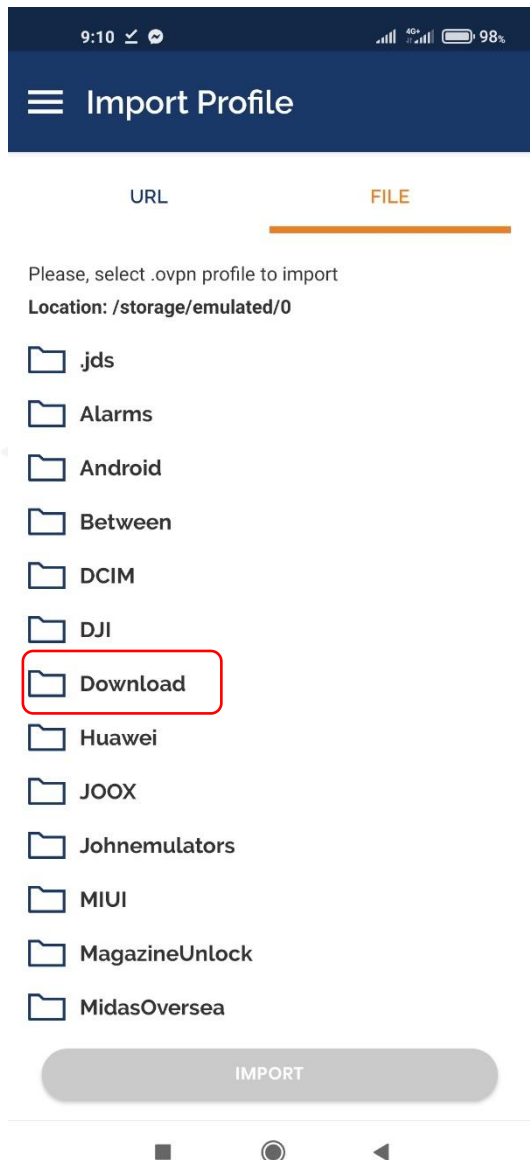 9:10 4G+ 98%
Import Profile
URL FILE
Please, select .ovpn profile to import
Location: /storage/emulated/0
.jds
Alarms
Android
Between
DCIM
DJI
Download
Huawei
JOOX
Johnemulators
MIUI
MagazineUnlock
MidasOversea
IMPORT